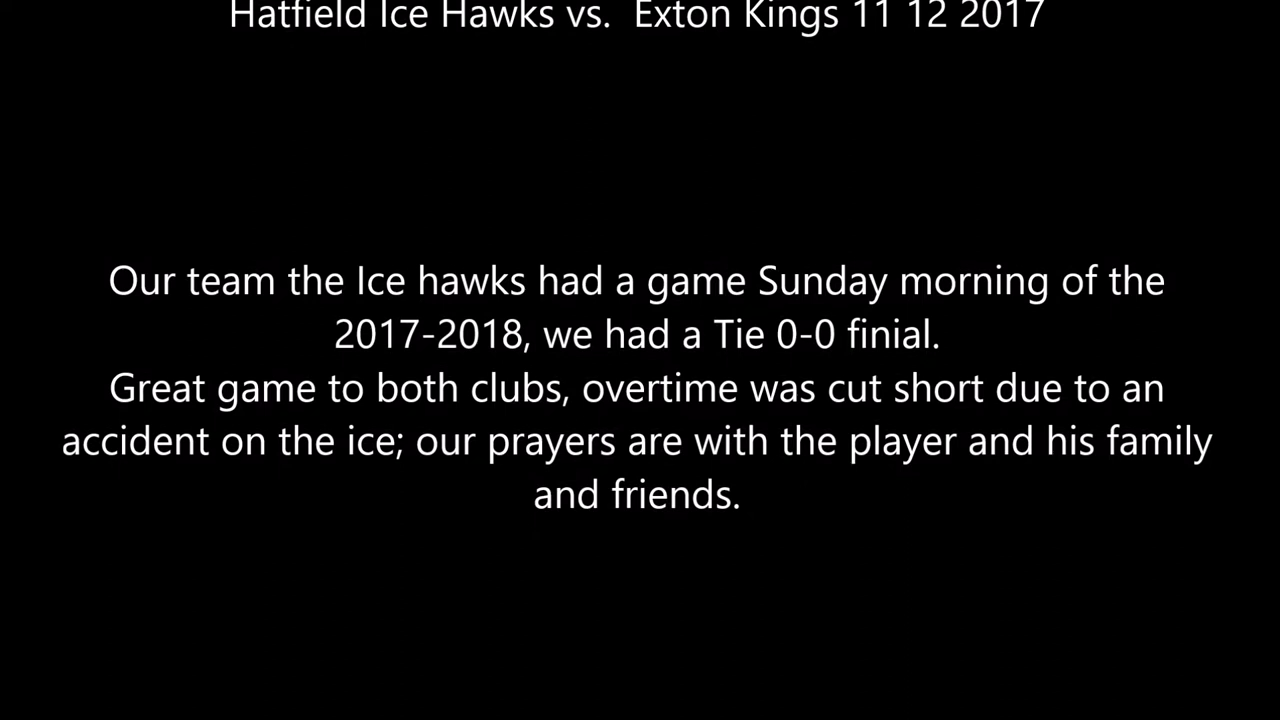 Hatfield Ice Hawks vs.  Exton Kings 11 12 2017
Our team the Ice hawks had a game Sunday morning of the
2017-2018, we had a Tie 0-0 finial.
Great game to both clubs, overtime was cut short due to an
accident on the ice; our prayers are with the player and his family
and friends.